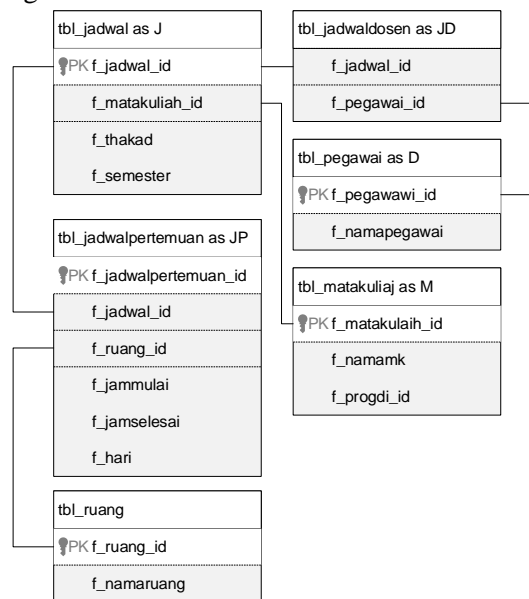 tbl_jadwal as J
PK f_jadwal_id
f_matakuliah_id
f_thakad
f_semester
tbl_jadwalpertemuan as JP
PK f_jadwalpertemuan_id
f_jadwal_id
f_ruang_id
f_jammulai
f_jamselesai
f_hari
tbl_ruang
PK f_ruang_id
f_namaruang
tbl_jadwaldosen as JD
f_jadwal_id
f_pegawai_id
tbl_pegawai as D
PK f_pegawawi_id
f_namapegawai
tbl_matakuliaj as M
PK f_matakulaih_id
f_namamk
f_progdi_id